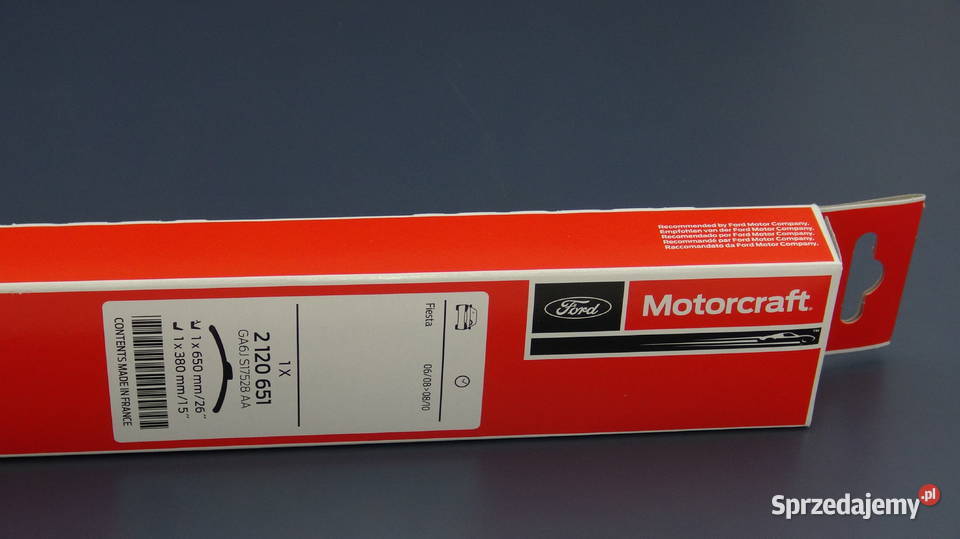 Recommended by Ford Motor Company.
Empfohlen von der Ford Motor Company.
Recomendado por Ford Motor Company.
Recommandé par Ford Motor Company.
Raccomandato da Ford Motor Company.
Ford
Motorcraft®
TM
Fiesta
06/08>08/10
1 X
2 120 651
GA6J S17528 AA
1 x 650 mm/26"
1 x 380 mm/15"
CONTENTS MADE IN FRANCE
Sprzedajemy.pl